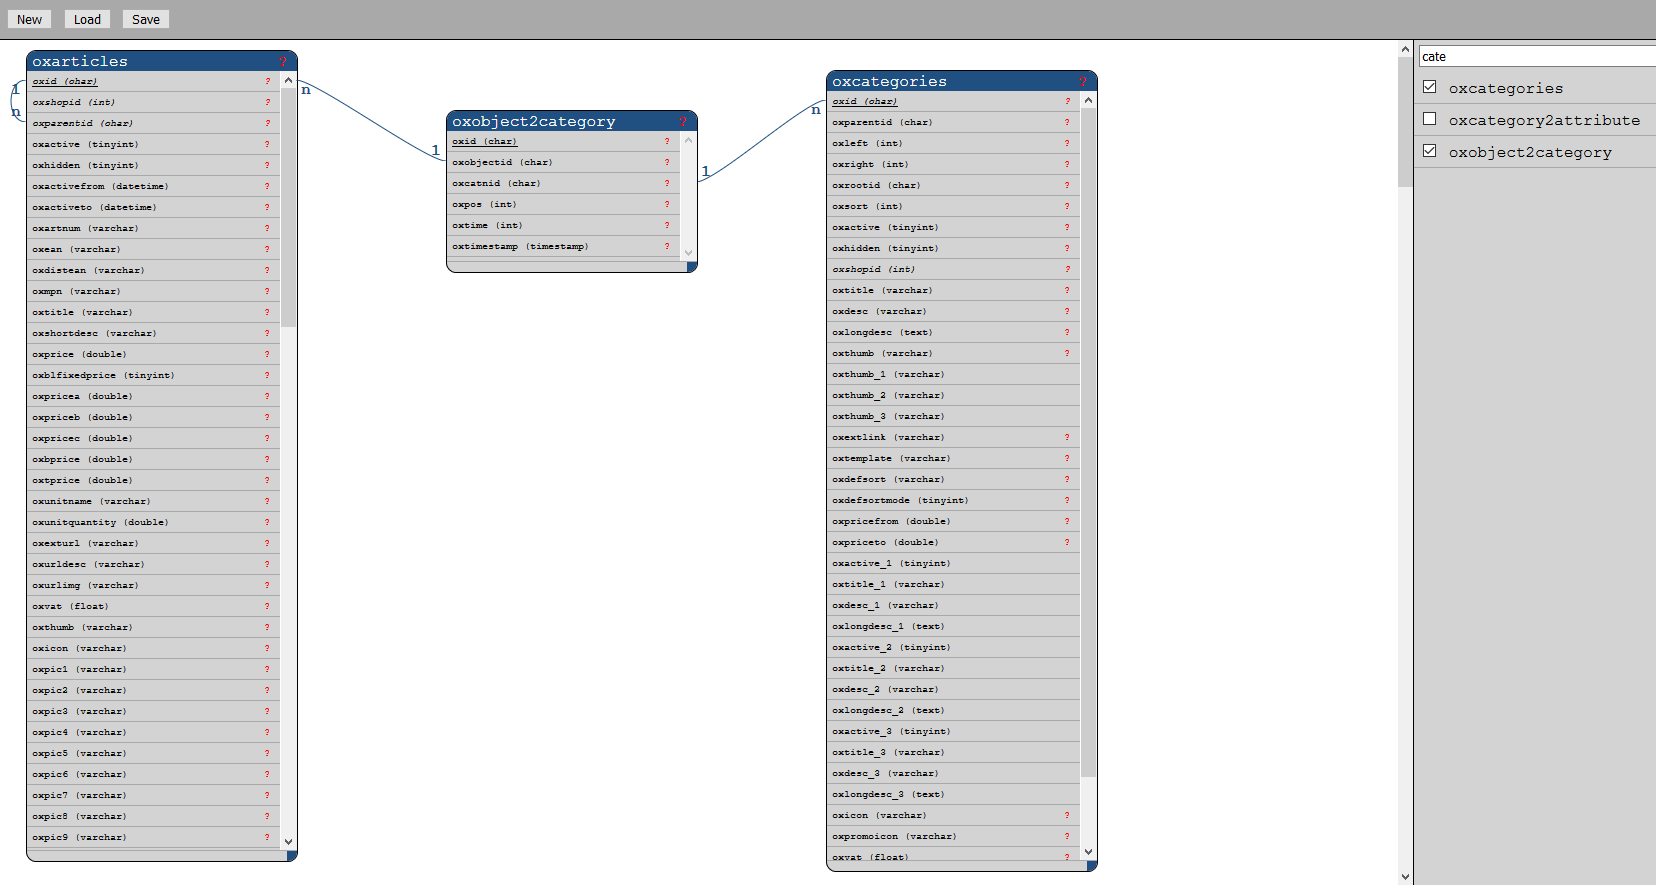 New Load Save
oxarticles ?
oxid (char) ?
oxshopid (int) ?
oxparentid (char) ?
oxactive (tinyint) ?
oxhidden (tinyint) ?
oxactivefrom (datetime) ?
oxactiveto (datetime) ?
oxartnum (varchar) ?
oxean (varchar) ?
oxdistean (varchar) ?
oxmpn (varchar) ?
oxtitle (varchar) ?
oxshortdesc (varchar) ?
oxprice (double) ?
oxblfixedprice (tinyint) ?
oxpricea (double) ?
oxpriceb (double) ?
oxpricec (double) ?
oxbprice (double) ?
oxtprice (double) ?
oxunitname (varchar) ?
oxunitquantity (double) ?
oxexturl (varchar) ?
oxurldesc (varchar) ?
oxurlimg (varchar) ?
oxvat (float) ?
oxthumb (varchar) ?
oxicon (varchar) ?
oxpic1 (varchar) ?
oxpic2 (varchar) ?
oxpic3 (varchar) ?
oxpic4 (varchar) ?
oxpic5 (varchar) ?
oxpic6 (varchar) ?
oxpic7 (varchar) ?
oxpic8 (varchar) ?
oxpic9 (varchar) ?
1
n
n
1
oxobject2category ?
oxid (char) ?
oxobjectid (char) ?
oxcatnid (char) ?
oxpos (int) ?
oxtime (int) ?
oxtimestamp (timestamp) ?
1
n
oxcategories ?
oxid (char) ?
oxparentid (char) ?
oxleft (int) ?
oxright (int) ?
oxrootid (char) ?
oxsort (int) ?
oxactive (tinyint) ?
oxhidden (tinyint) ?
oxshopid (int) ?
oxtitle (varchar) ?
oxdesc (varchar) ?
oxlongdesc (text) ?
oxthumb (varchar) ?
oxthumb_1 (varchar)
oxthumb_2 (varchar)
oxthumb_3 (varchar)
oxextlink (varchar) ?
oxtemplate (varchar) ?
oxdefsort (varchar) ?
oxdefsortmode (tinyint) ?
oxpricefrom (double) ?
oxpriceto (double) ?
oxactive_1 (tinyint)
oxtitle_1 (varchar)
oxdesc_1 (varchar)
oxlongdesc_1 (text)
oxactive_2 (tinyint)
oxtitle_2 (varchar)
oxdesc_2 (varchar)
oxlongdesc_2 (text)
oxactive_3 (tinyint)
oxtitle_3 (varchar)
oxdesc_3 (varchar)
oxlongdesc_3 (text)
oxicon (varchar) ?
oxpromoicon (varchar) ?
oxvat (float) ?
cate
oxcategories
oxcategory2attribute
oxobject2category